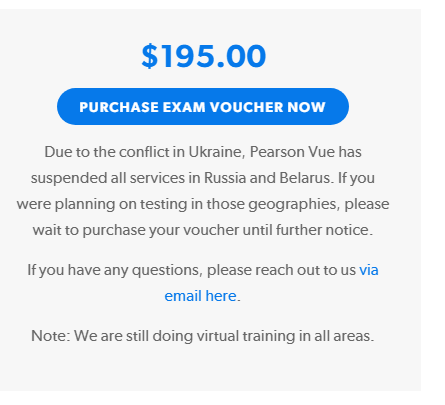 $195.00
PURCHASE EXAM VOUCHER NOW
Due to the conflict in Ukraine, Pearson Vue has
suspended all services in Russia and Belarus. If you
were planning on testing in those geographies, please
wait to purchase your voucher until further notice.
If you have any questions, please reach out to us via
email here.
Note: We are still doing virtual training in all areas.